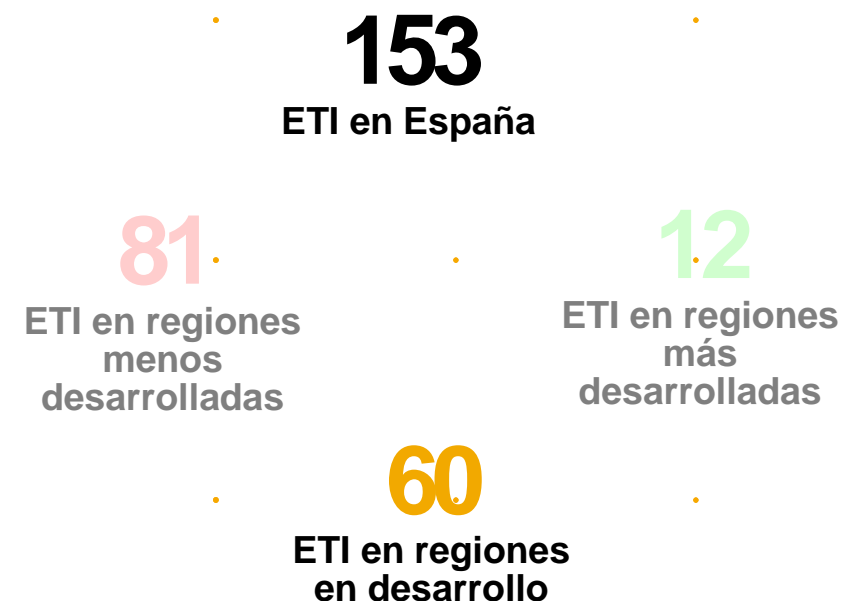 153
ETI en España
81
ETI en regiones
menos
desarrolladas
12
ETI en regiones
más
desarrolladas
60
ETI en regiones
en desarrollo